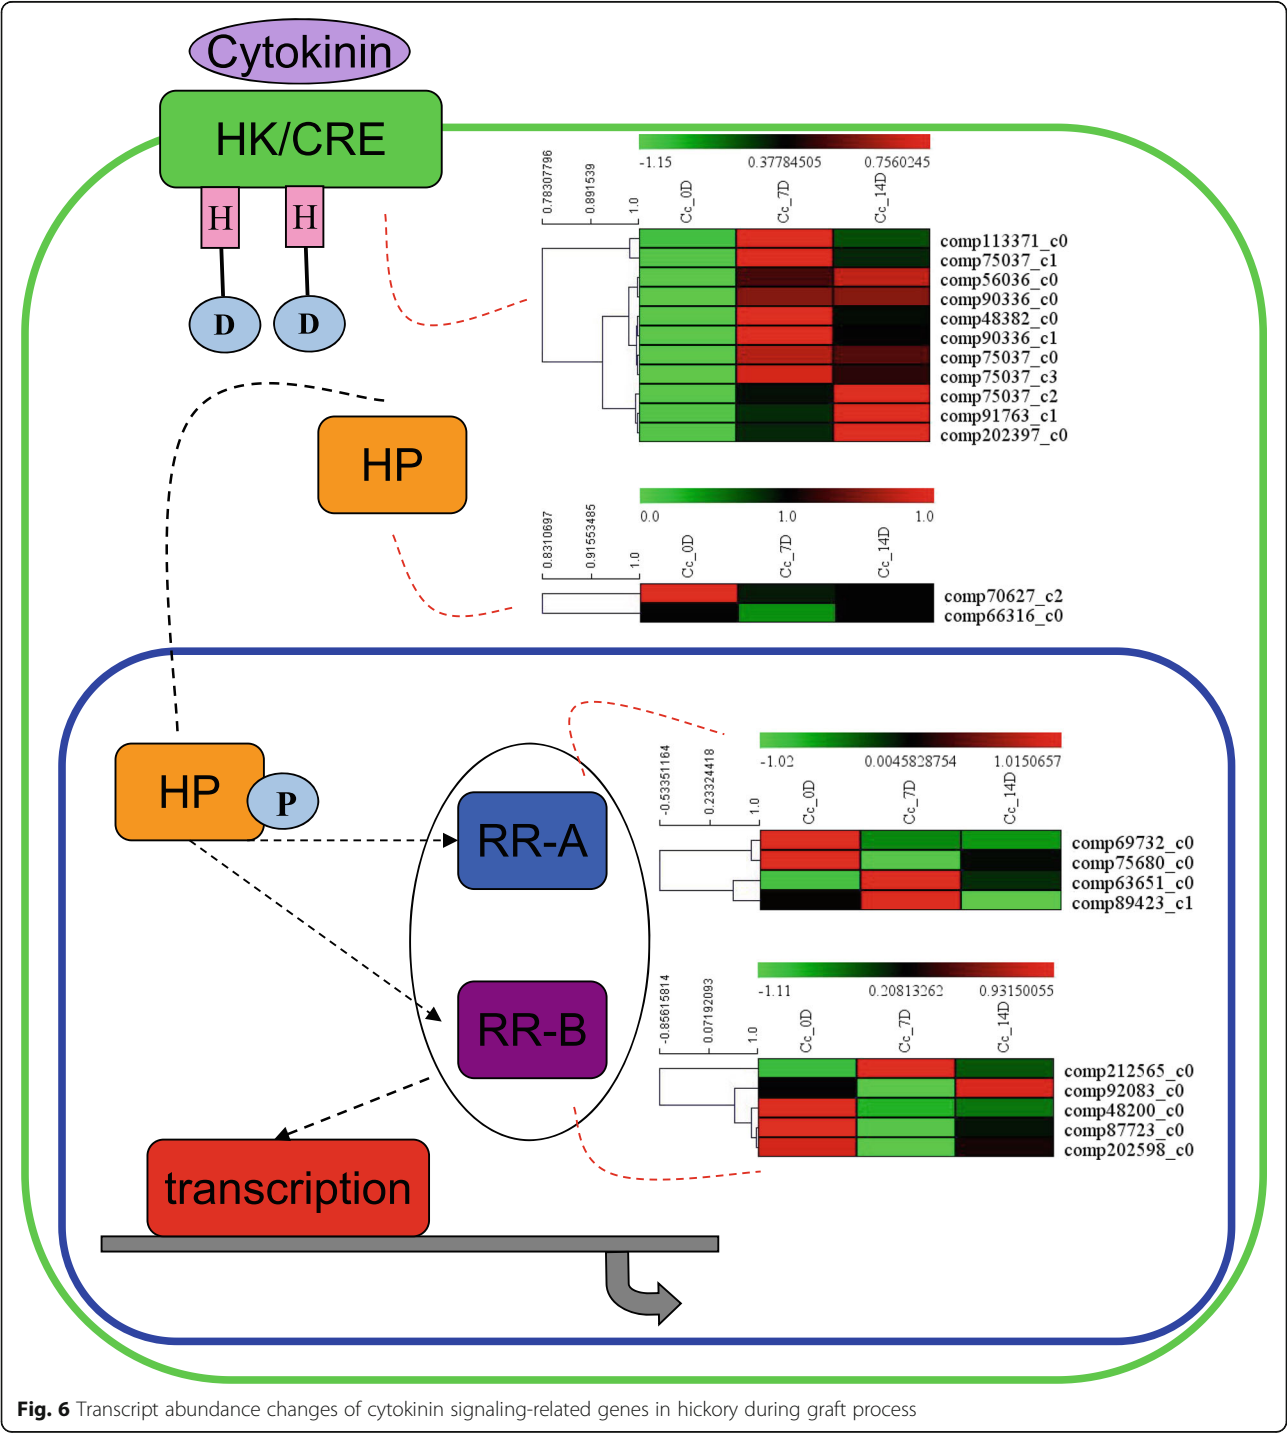 Cytokinin
HK/CRE
H H
D D
HP
-1.15 0.37784505 0.7560245
0.78307796 0.891539 1.0 Cc_0D Cc_7D Cc_14D
comp113371_c0
comp75037_c1
comp56036_c0
comp90336_c0
comp48382_c0
comp90336_c1
comp75037_c0
comp75037_c3
comp75037_c2
comp91763_c1
comp202397_c0
0.0 1.0 1.0
0.8310697 0.91553485 1.0 Cc_0D Cc_7D Cc_14D
comp70627_c2
comp66316_c0
HP P
RR-A
RR-B
transcription
-1.02 0.0045828754 1.0150657
-0.53351164 0.23324418 1.0 Cc_0D Cc_7D Cc_14D
comp69732_c0
comp75680_c0
comp63651_c0
comp89423_c1
-1.11 0.20813262 0.93150055
-0.85615814 0.07192093 1.0 Cc_0D Cc_7D Cc_14D
comp212565_c0
comp92083_c0
comp48200_c0
comp87723_c0
comp202598_c0
Fig. 6 Transcript abundance changes of cytokinin signaling-related genes in hickory during graft process